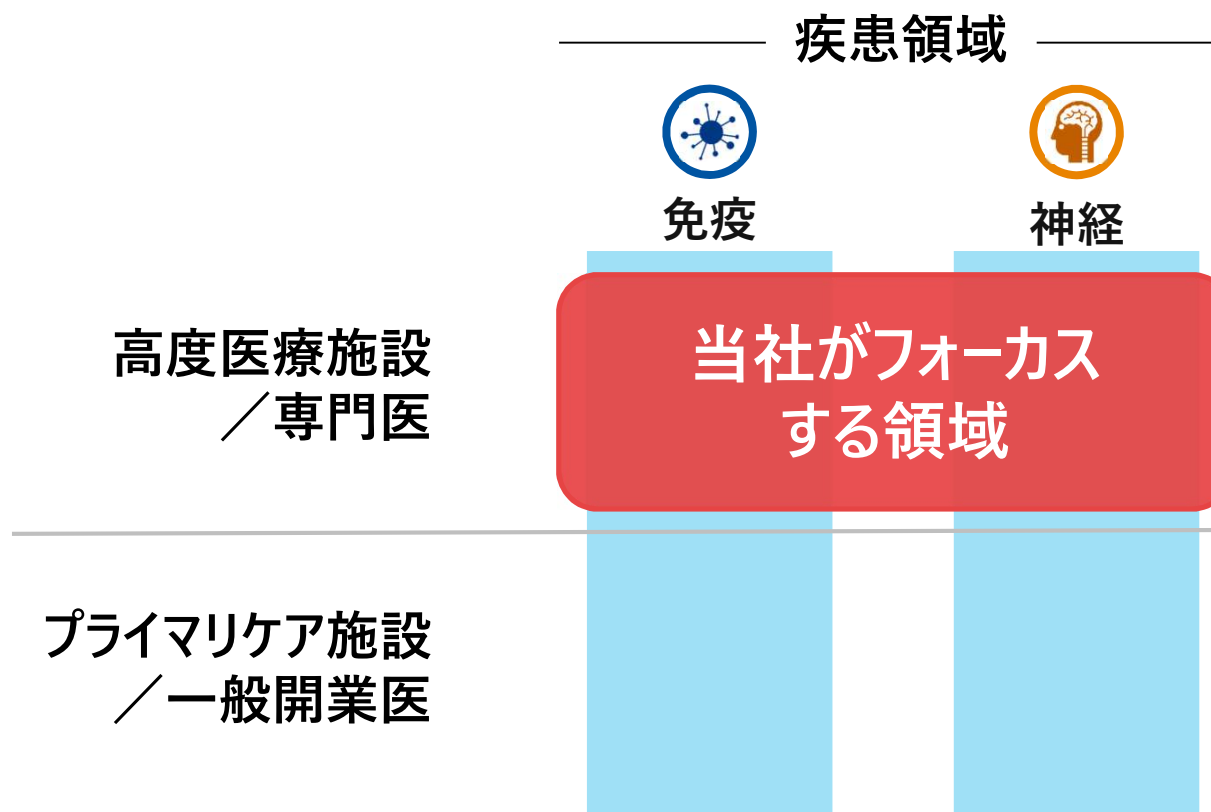 疾患領域
免疫
神経
高度医療施設
／専門医
当社がフォーカス
する領域
プライマリケア施設
／一般開業医